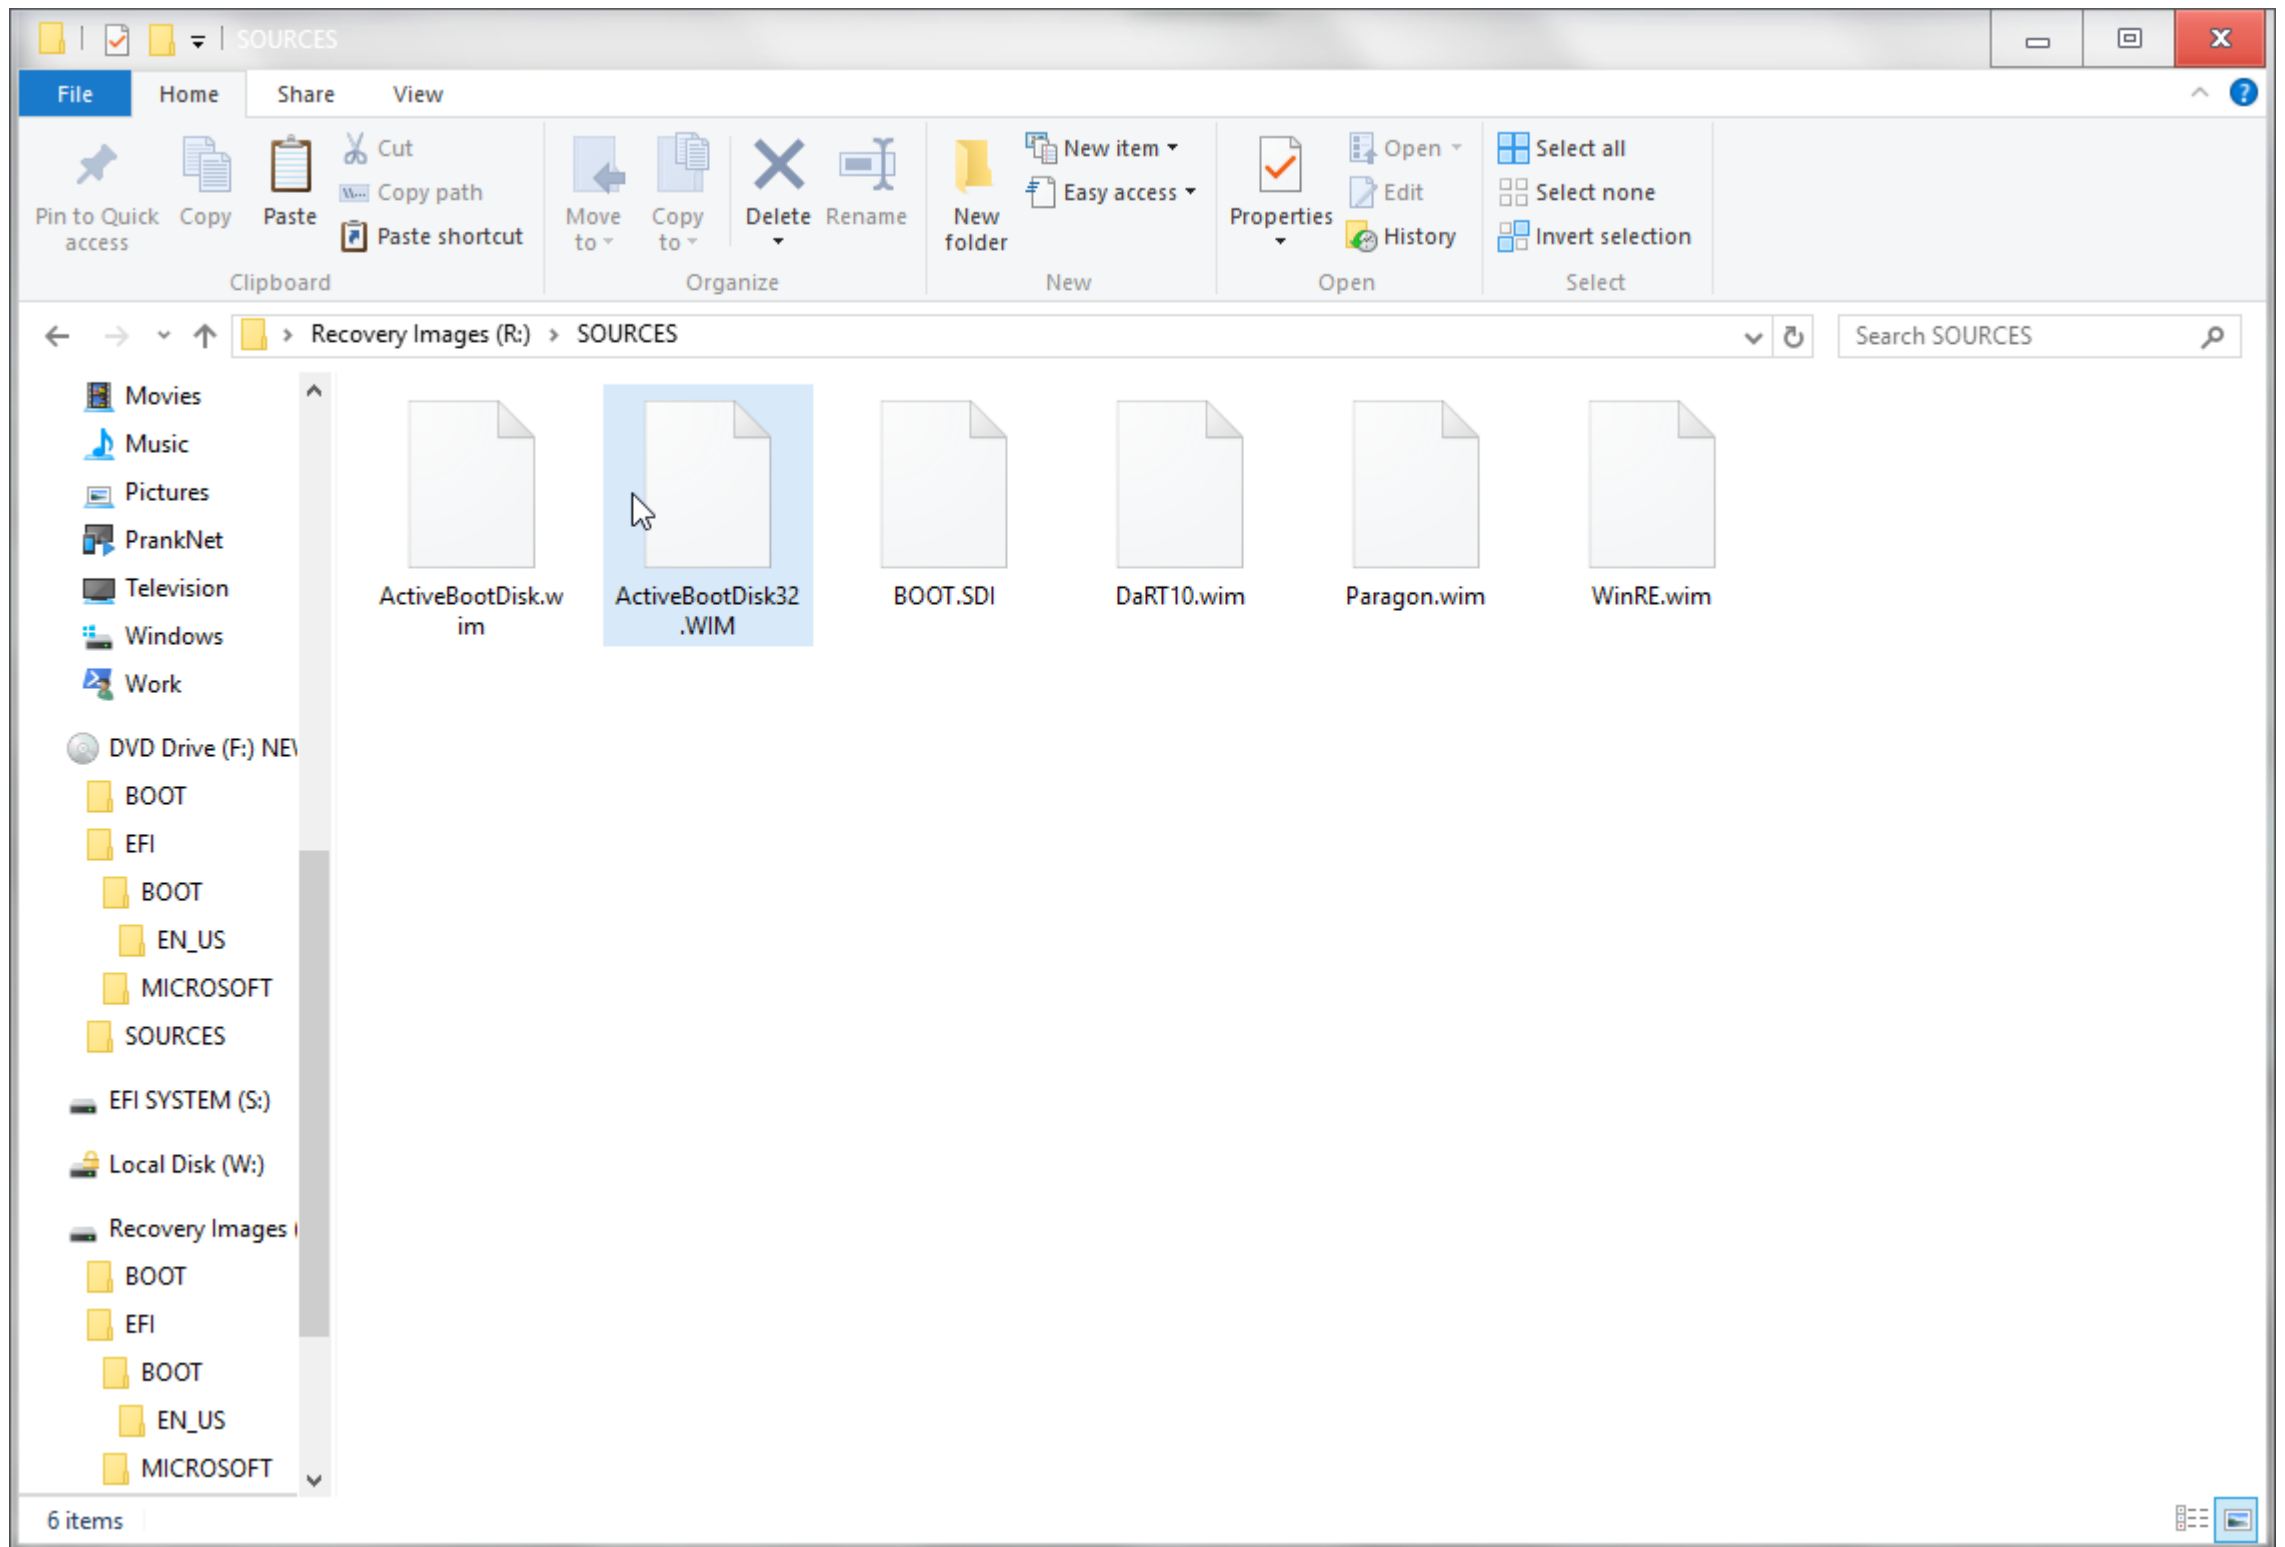 SOURCES
File Home Share View
Pin to Quick access
Copy
Paste
Cut
Copy path
Paste shortcut
Clipboard
Move to
Copy to
Delete
Rename
Organize
New folder
New item
Easy access
New
Properties
Open
Edit
History
Open
Select all
Select none
Invert selection
Select
Recovery Images (R:) > SOURCES
Search SOURCES
Movies
Music
Pictures
PrankNet
Television
Windows
Work
DVD Drive (F:)
BOOT
EFI
BOOT
EN_US
MICROSOFT
SOURCES
EFI SYSTEM (S:)
Local Disk (W:)
Recovery Images
BOOT
EFI
BOOT
EN_US
MICROSOFT
ActiveBootDisk.w
im
ActiveBootDisk32
.WIM
BOOT.SDI
DaRT10.wim
Paragon.wim
WinRE.wim
6 items